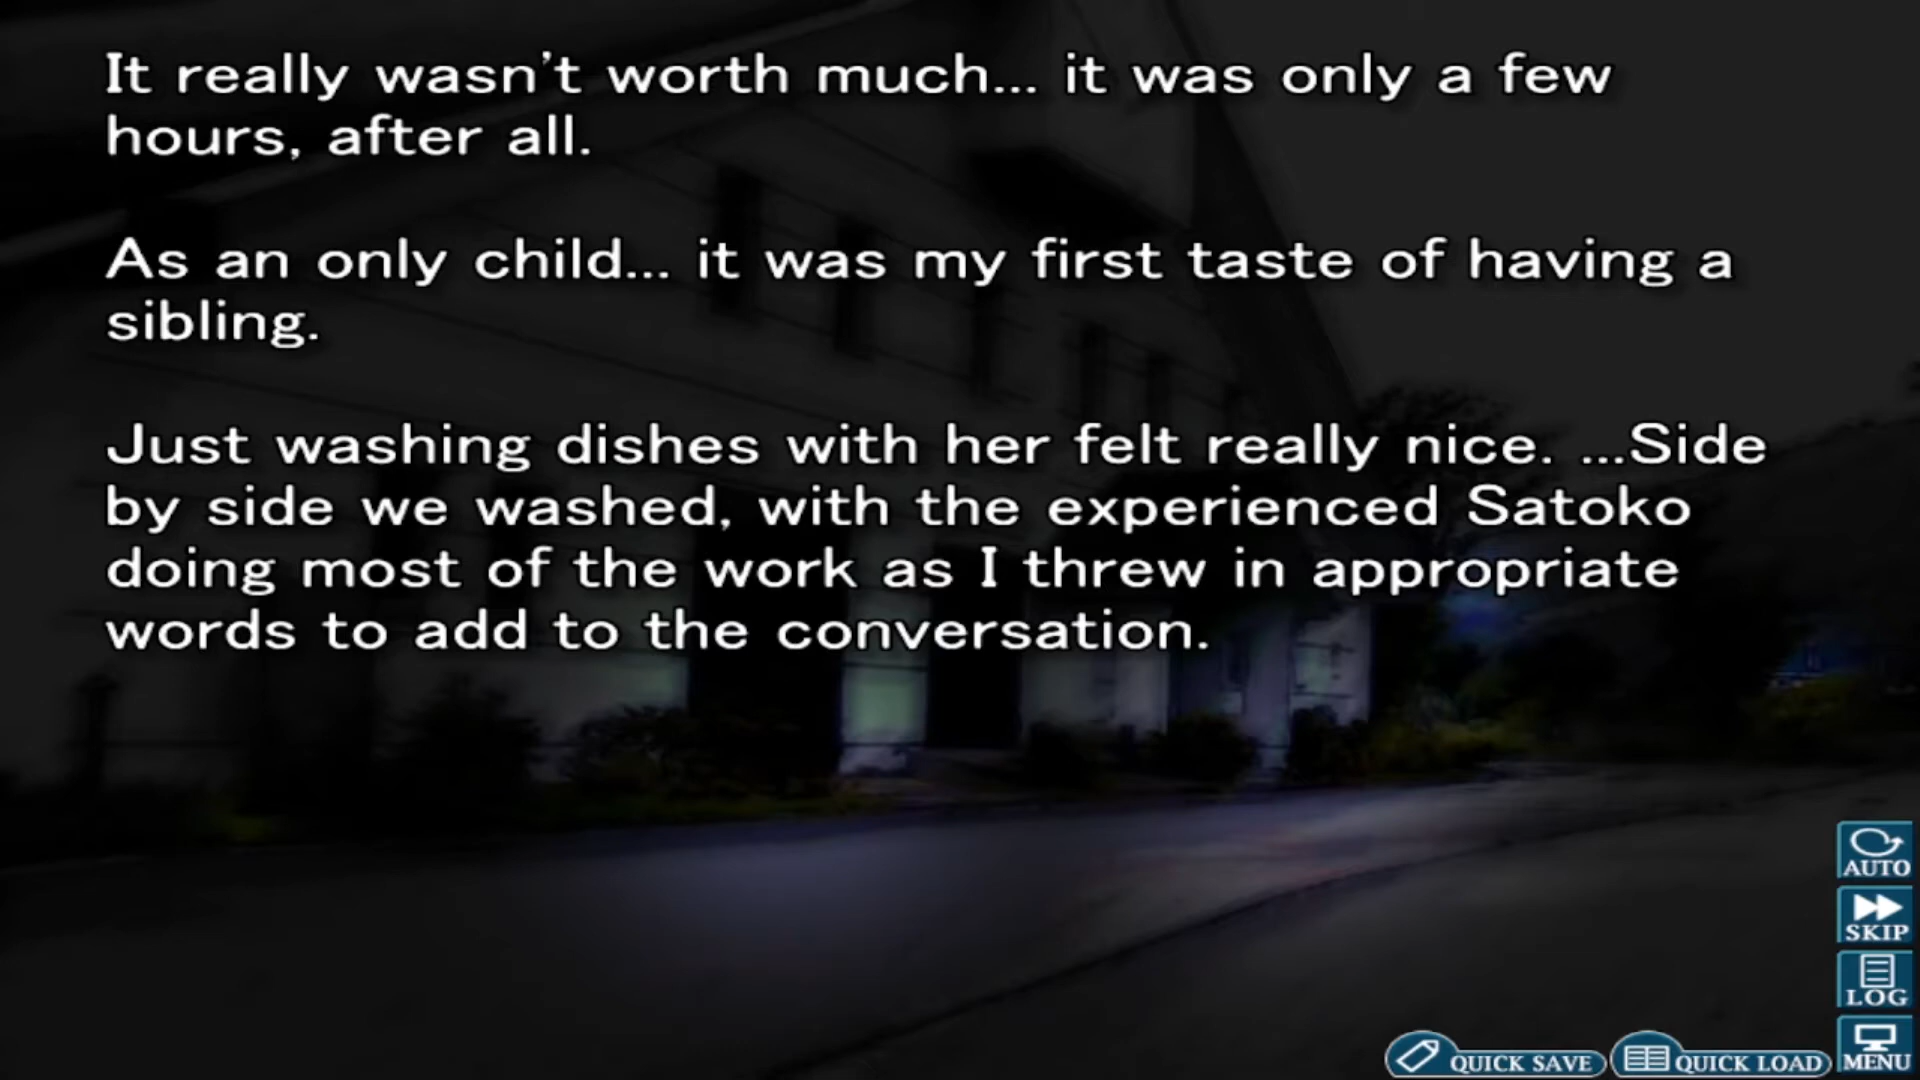 It really wasn't worth much... it was only a few
hours, after all.
As an only child... it was my first taste of having a
sibling.
Just washing dishes with her felt really nice. ...Side
by side we washed, with the experienced Satoko
doing most of the work as I threw in appropriate
words to add to the conversation.
AUTO
SKIP
LOG
MENU
QUICK SAVE
QUICK LOAD